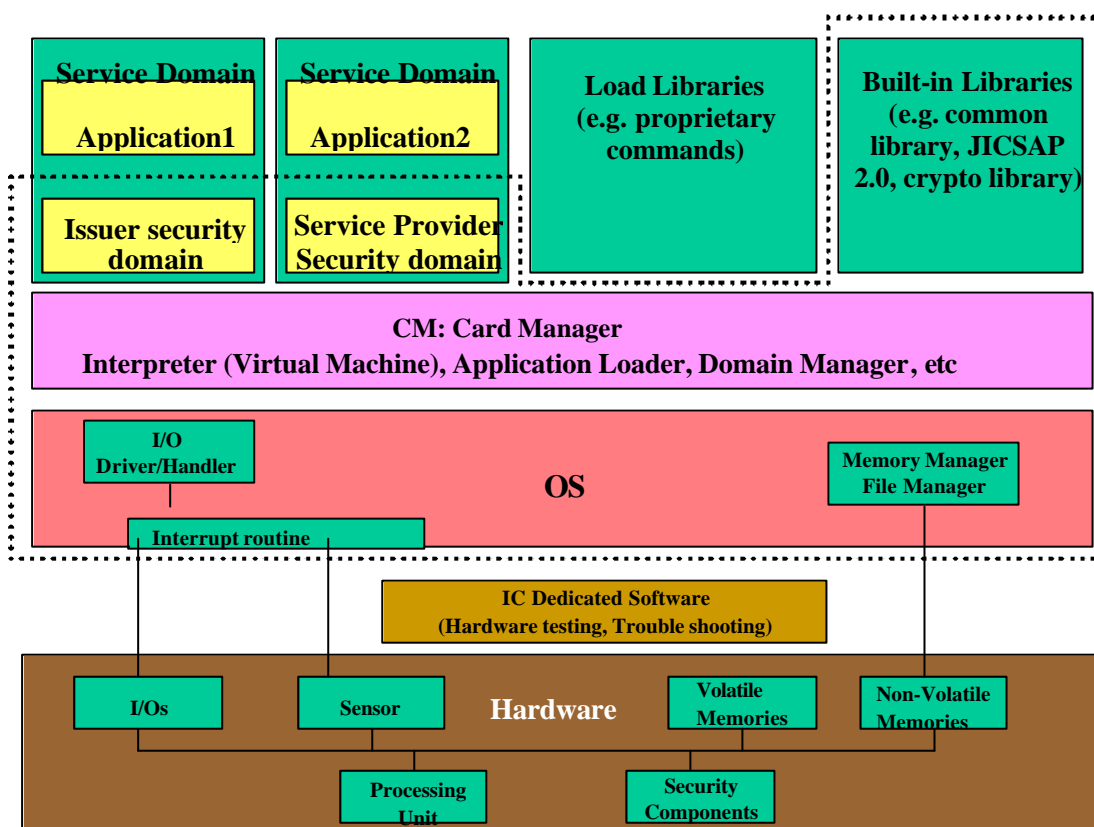 Service Domain
Application1
Issuer security
domain
Service Domain
Application2
Service Provider
Security domain
Load Libraries
(e.g. proprietary
commands)
Built-in Libraries
(e.g. common
library, JICSAP
2.0, crypto library)
CM: Card Manager
Interpreter (Virtual Machine), Application Loader, Domain Manager, etc
I/O
Driver/Handler
OS
Memory Manager
File Manager
Interrupt routine
IC Dedicated Software
(Hardware testing, Trouble shooting)
I/Os
Sensor
Hardware
Volatile
Memories
Non-Volatile
Memories
Processing
Unit
Security
Components